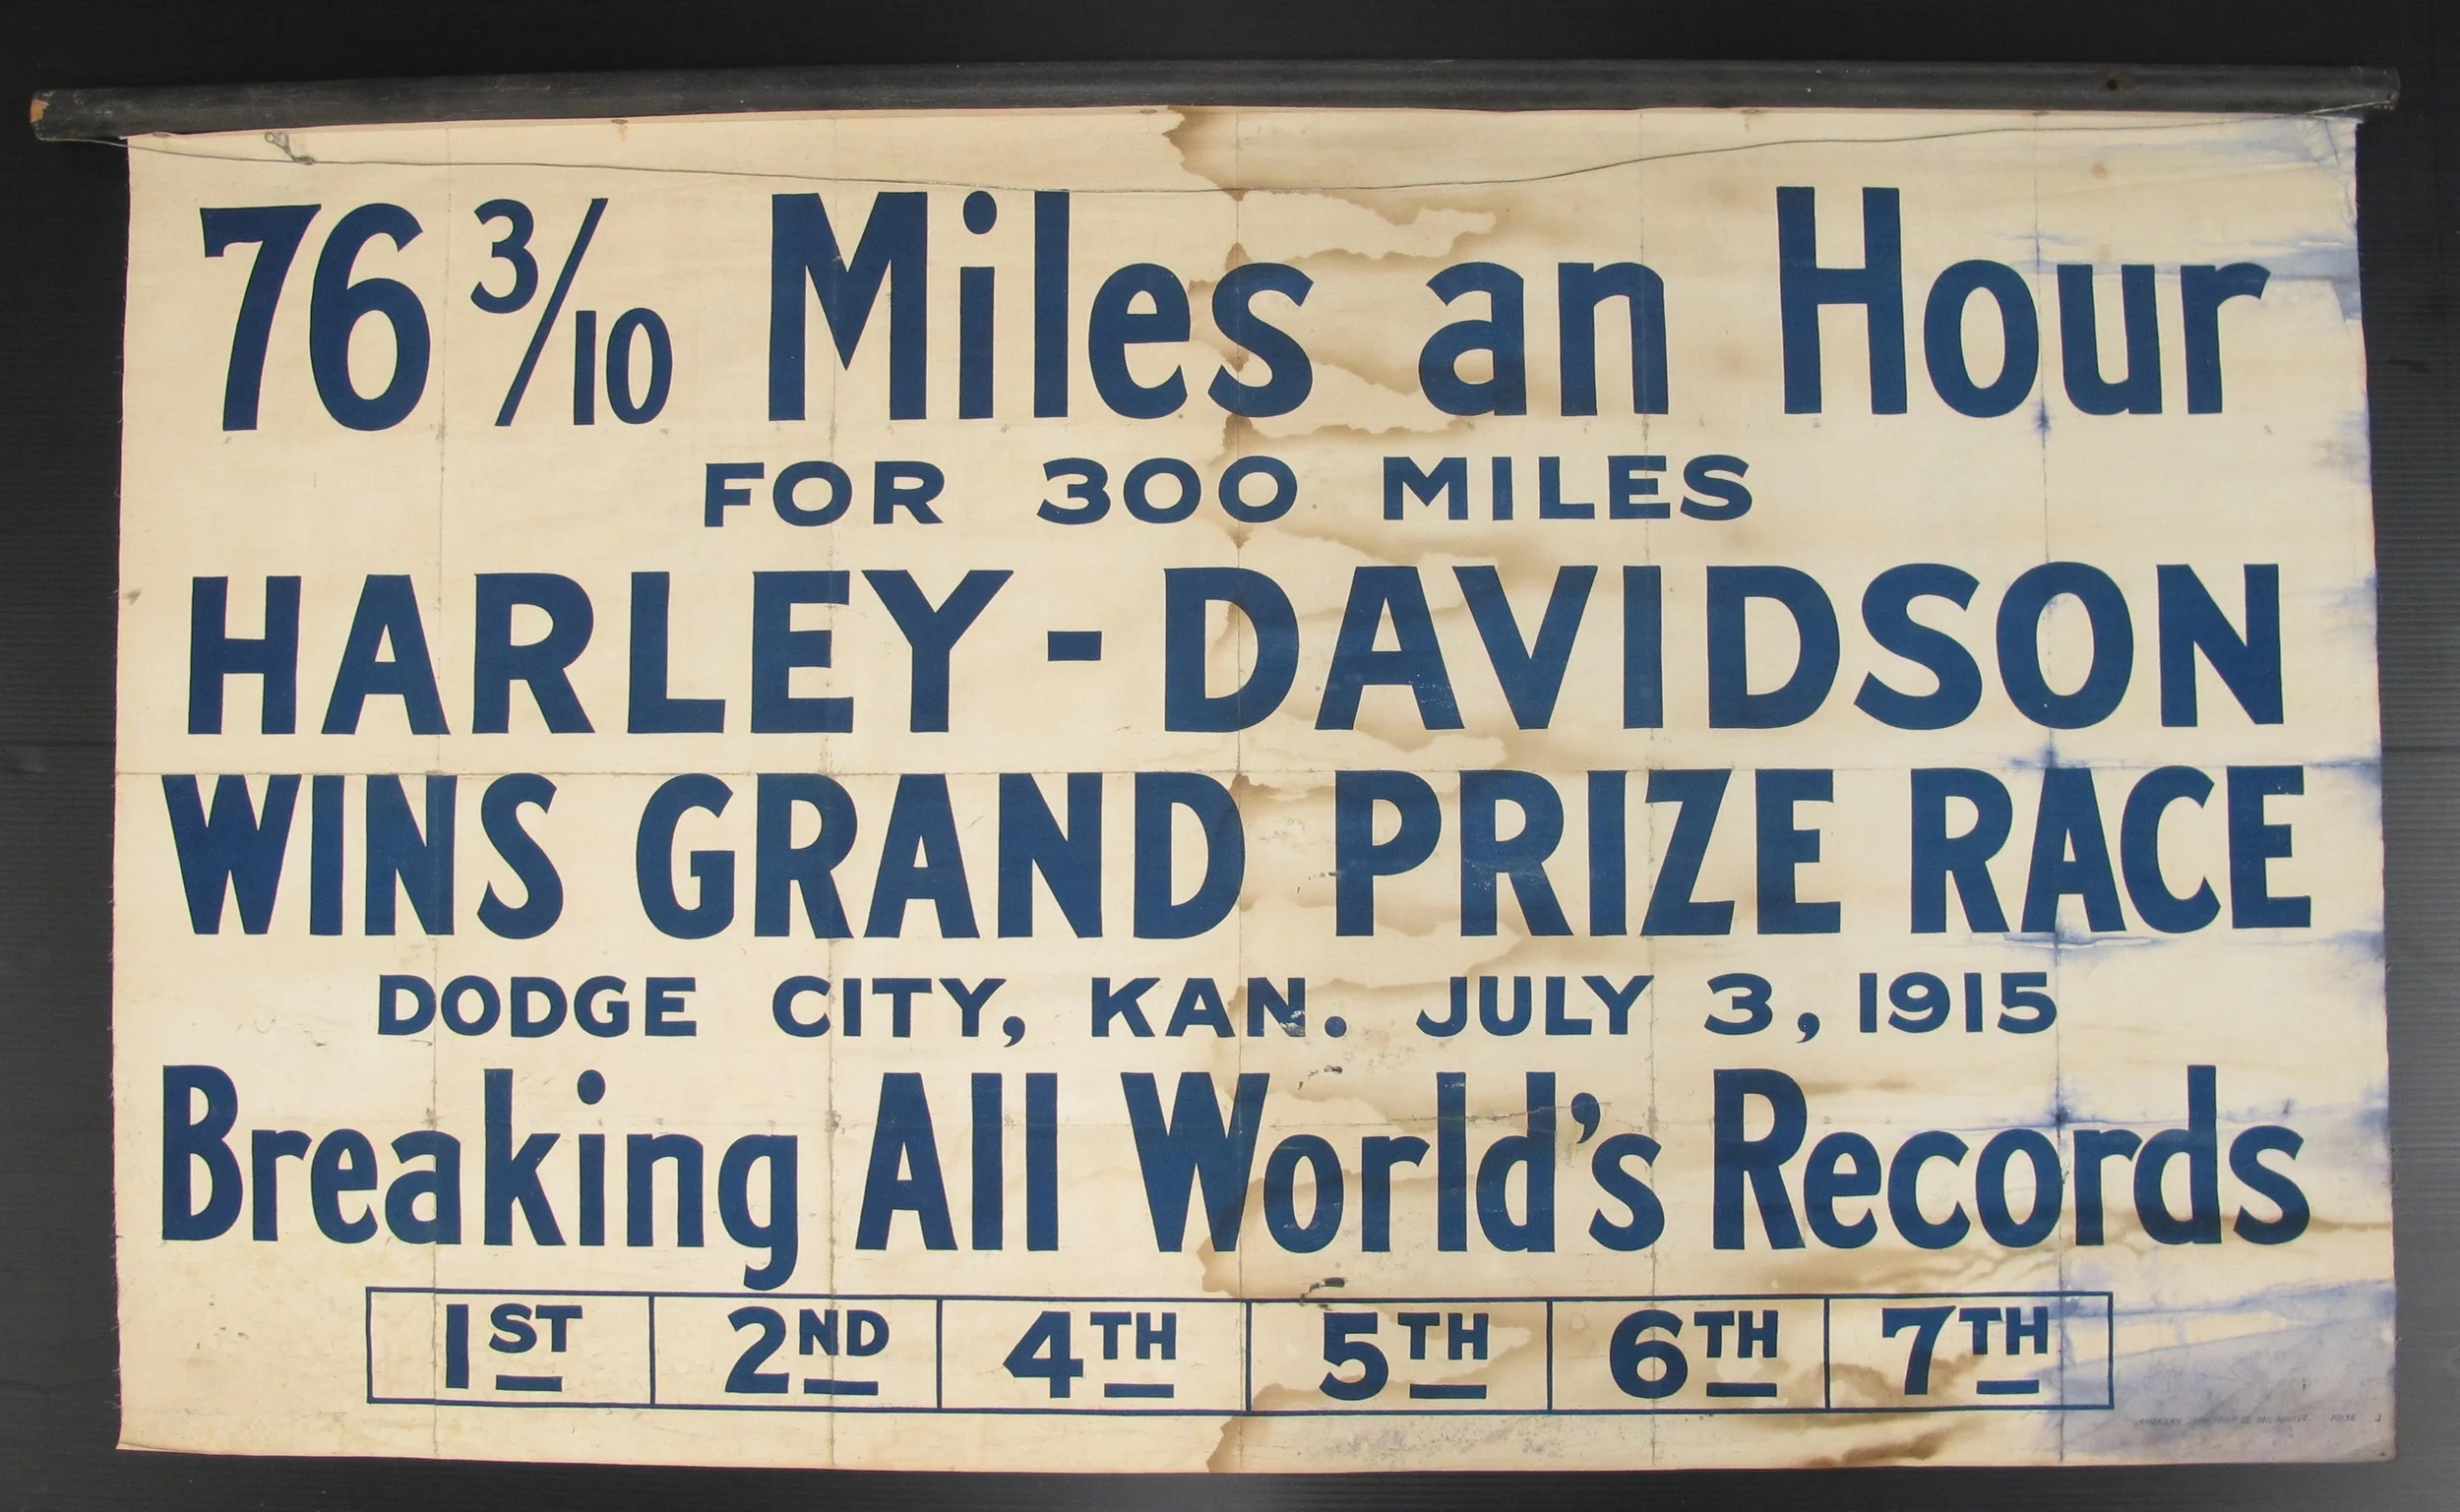 76 3/10 Miles an Hour
FOR 300 MILES
HARLEY-DAVIDSON
WINS GRAND PRIZE RACE
DODGE CITY, KAN. JULY 3, 1915
Breaking All World's Records
1ST 2ND 4TH 5TH 6TH 7TH
AMERICAN